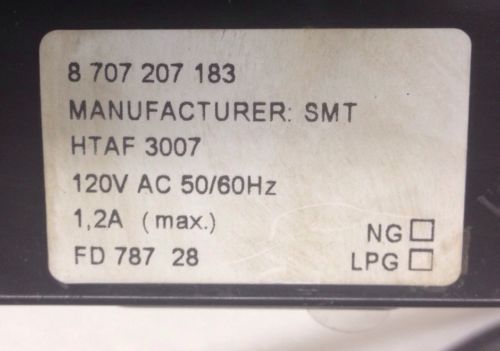 8 707 207 183
MANUFACTURER: SMT
HTAF 3007
120V AC 50/60Hz
1,2A (max.)
FD 787 28
NG □
LPG □